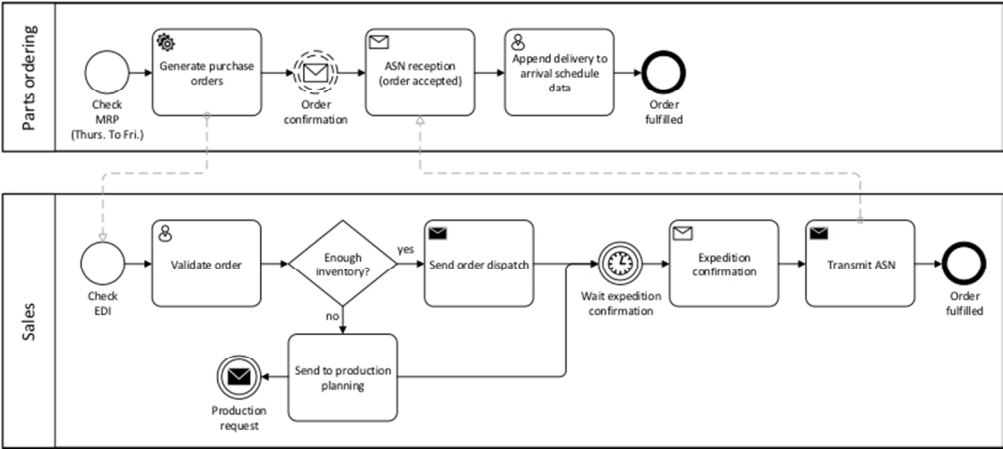 Parts ordering
Check
MRP
(Thurs. To Fri.)
Generate purchase
orders
Order
confirmation
ASN reception
(order accepted)
Append delivery to
arrival schedule
data
Order
fulfilled
Sales
Check
EDI
Validate order
Enough
inventory?
yes
no
Send order dispatch
Send to production
planning
Production
request
Wait expedition
confirmation
Expedition
confirmation
Transmit ASN
Order
fulfilled